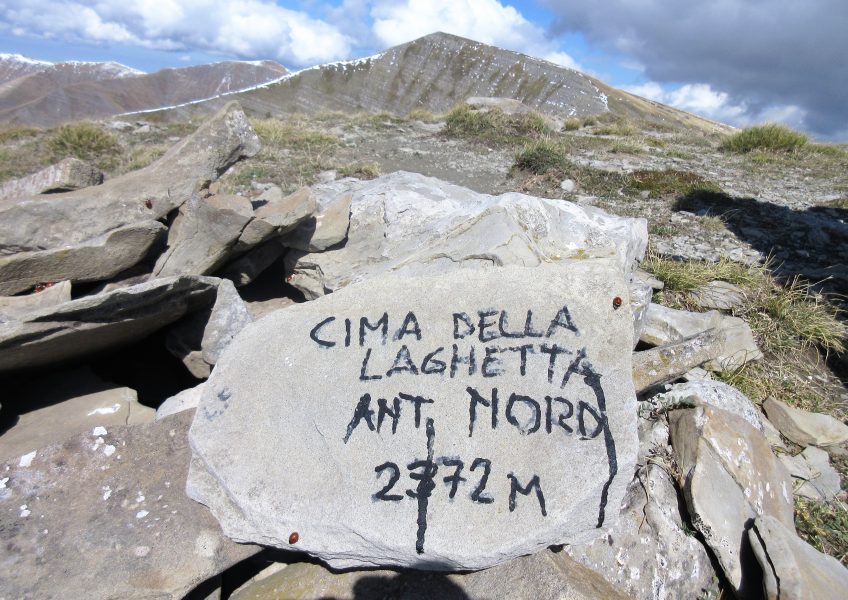 CIMA DELLA
LAGHETTA
ANT. NORD
2372 M